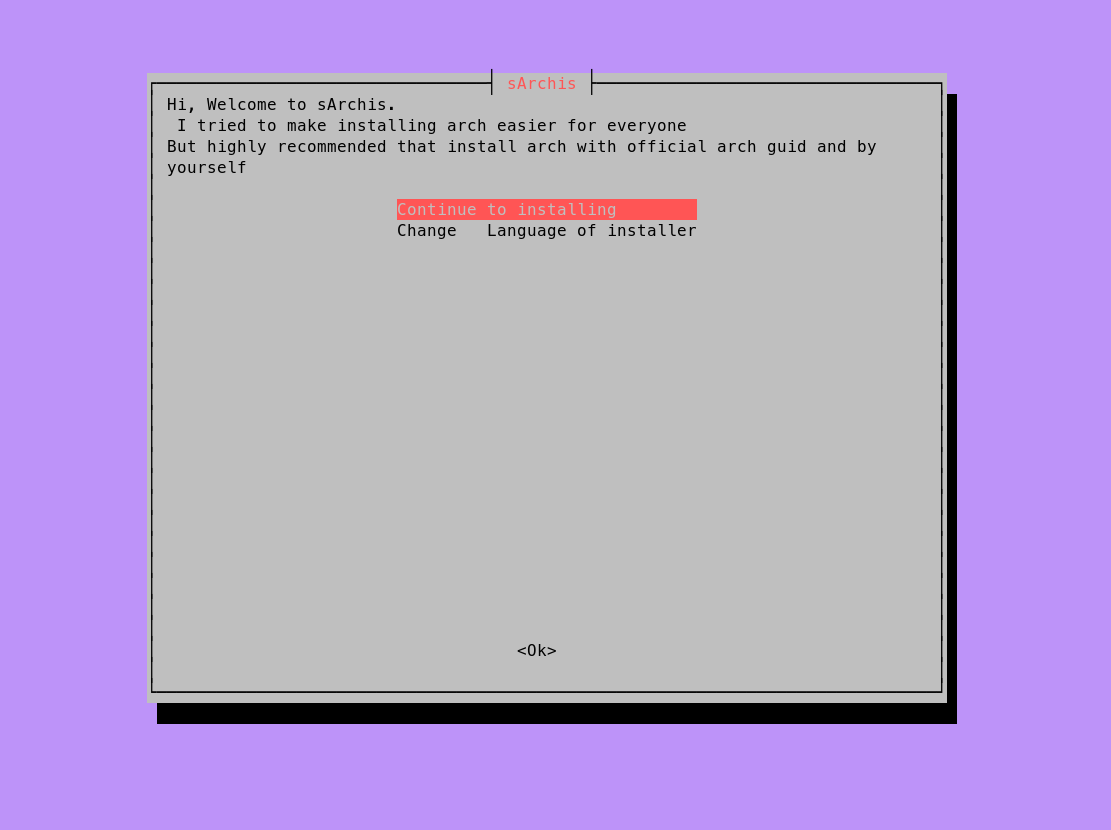 sArchis
Hi, Welcome to sArchis.
I tried to make installing arch easier for everyone
But highly recommended that install arch with official arch guid and by
yourself
Continue to installing
Change   Language of installer
<Ok>